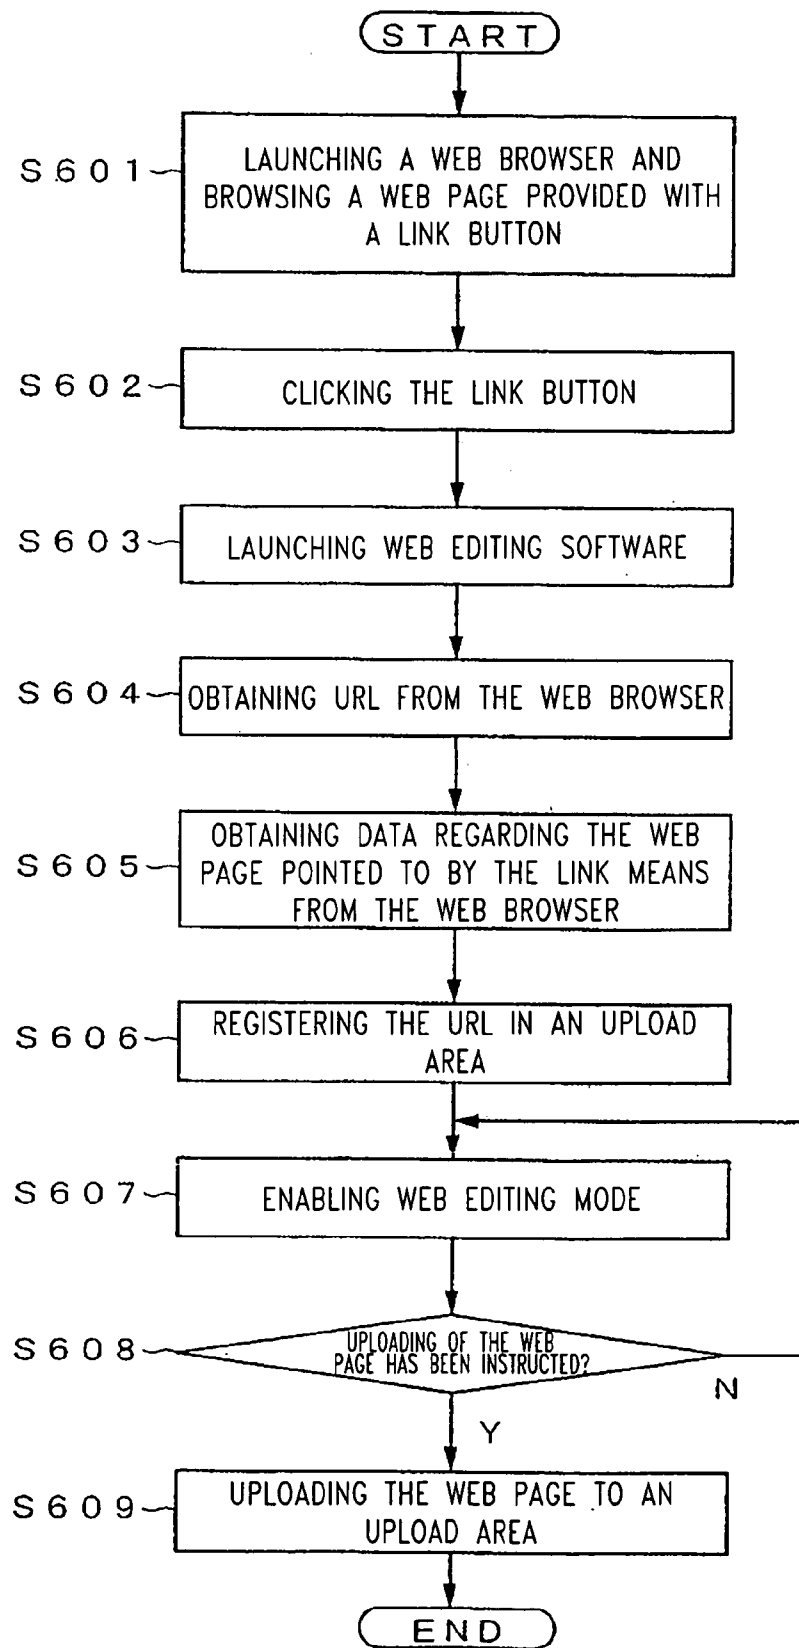 START
S601
LAUNCHING A WEB BROWSER AND
BROWSING A WEB PAGE PROVIDED WITH
A LINK BUTTON
S602
CLICKING THE LINK BUTTON
S603
LAUNCHING WEB EDITING SOFTWARE
S604
OBTAINING URL FROM THE WEB BROWSER
S605
OBTAINING DATA REGARDING THE WEB
PAGE POINTED TO BY THE LINK MEANS
FROM THE WEB BROWSER
S606
REGISTERING THE URL IN AN UPLOAD
AREA
S607
ENABLING WEB EDITING MODE
S608
UPLOADING OF THE WEB
PAGE HAS BEEN INSTRUCTED?
N
Y
S609
UPLOADING THE WEB PAGE TO AN
UPLOAD AREA
END